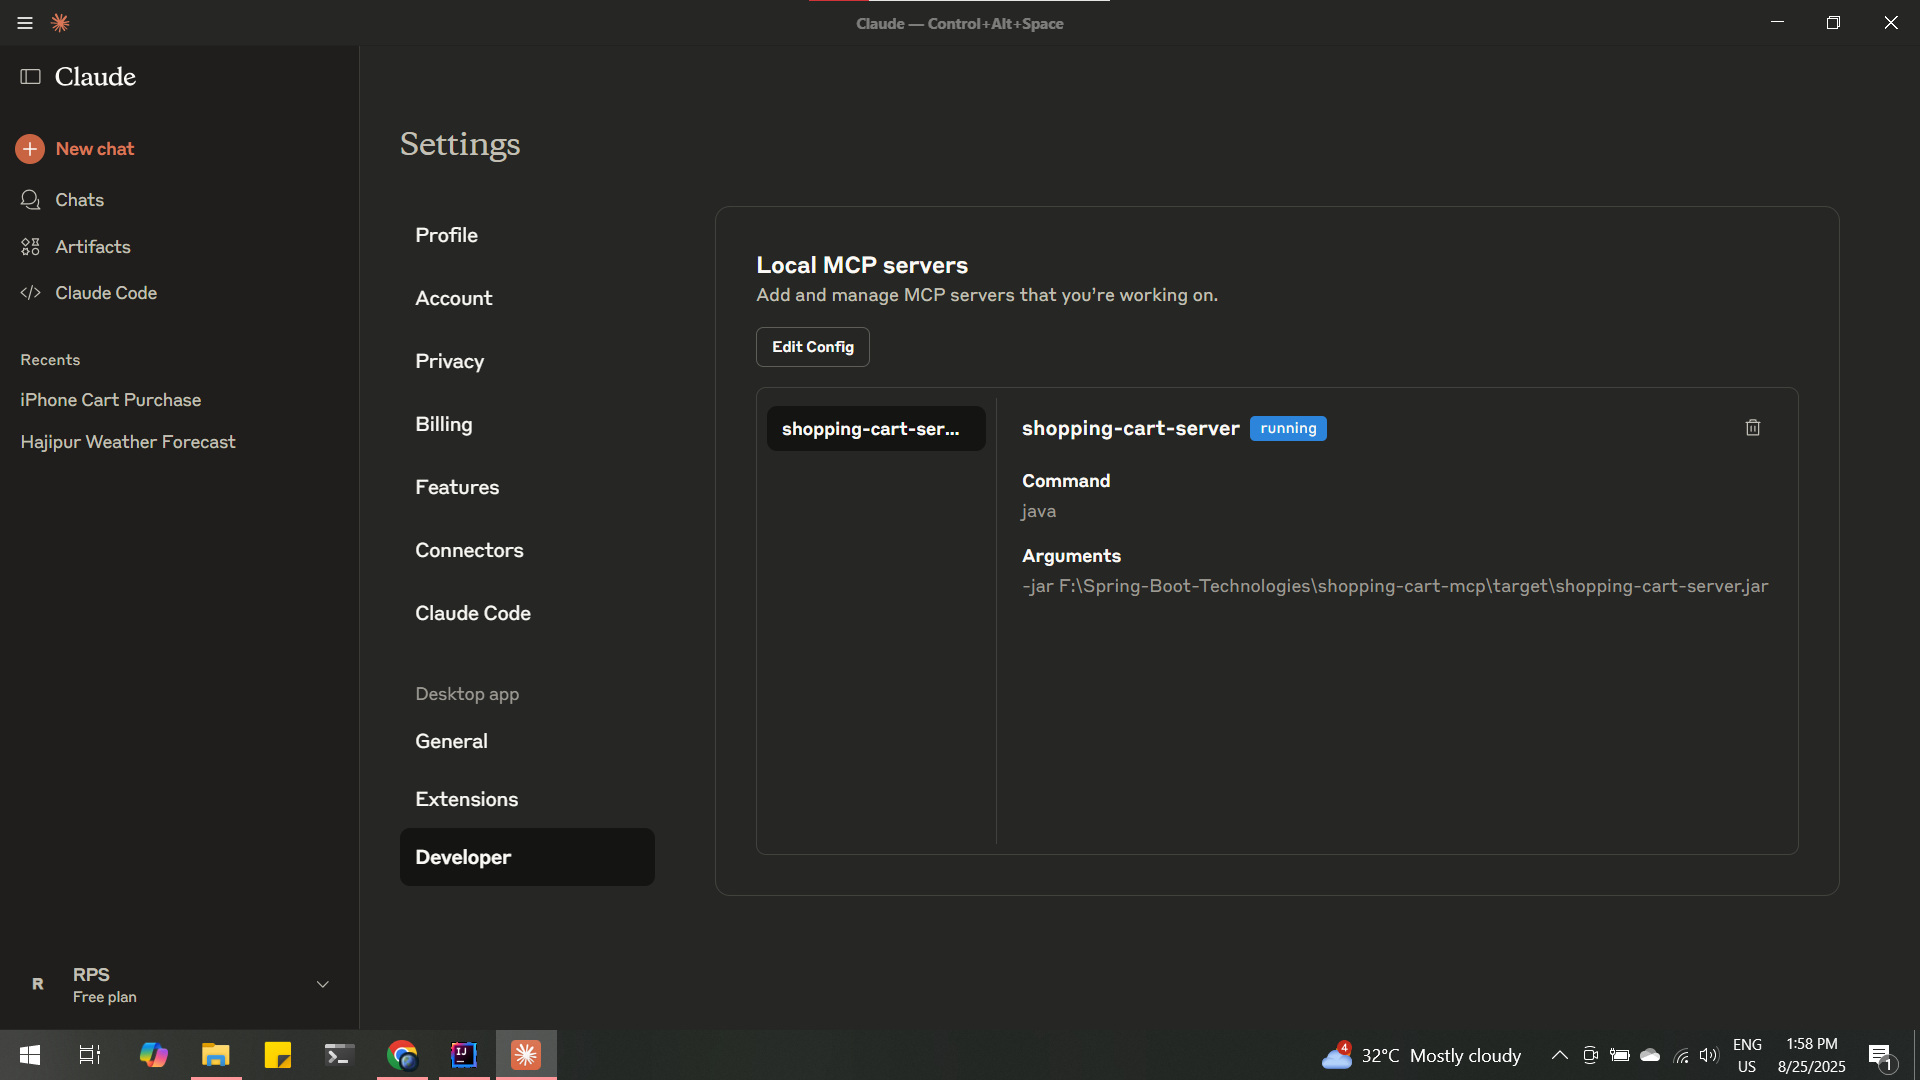 Claude — Control+Alt+Space
Claude
New chat
Chats
Artifacts
Claude Code
Recents
iPhone Cart Purchase
Hajipur Weather Forecast
R
RPS
Free plan
Settings
Profile
Account
Privacy
Billing
Features
Connectors
Claude Code
Desktop app
General
Extensions
Developer
Local MCP servers
Add and manage MCP servers that you’re working on.
Edit Config
shopping-cart-ser...
shopping-cart-server running
Command
java
Arguments
-jar F:\Spring-Boot-Technologies\shopping-cart-mcp\target\shopping-cart-server.jar
IJ
4
32°C Mostly cloudy
ENG
US
1:58 PM
8/25/2025
1